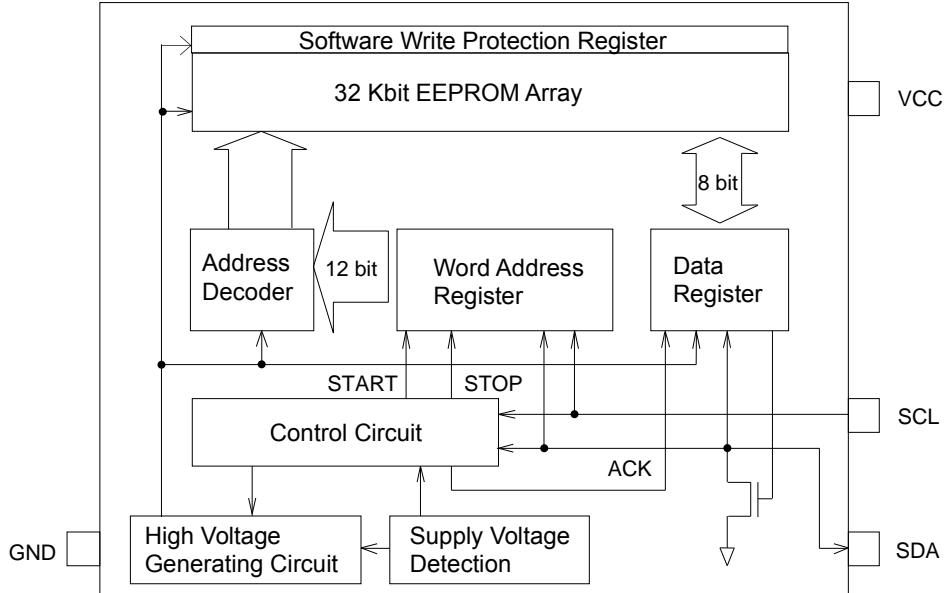 Software Write Protection Register
32 Kbit EEPROM Array
VCC
8 bit
Address
Decoder
12 bit
Word Address
Register
Data
Register
START
STOP
SCL
Control Circuit
ACK
GND
High Voltage
Generating Circuit
Supply Voltage
Detection
SDA